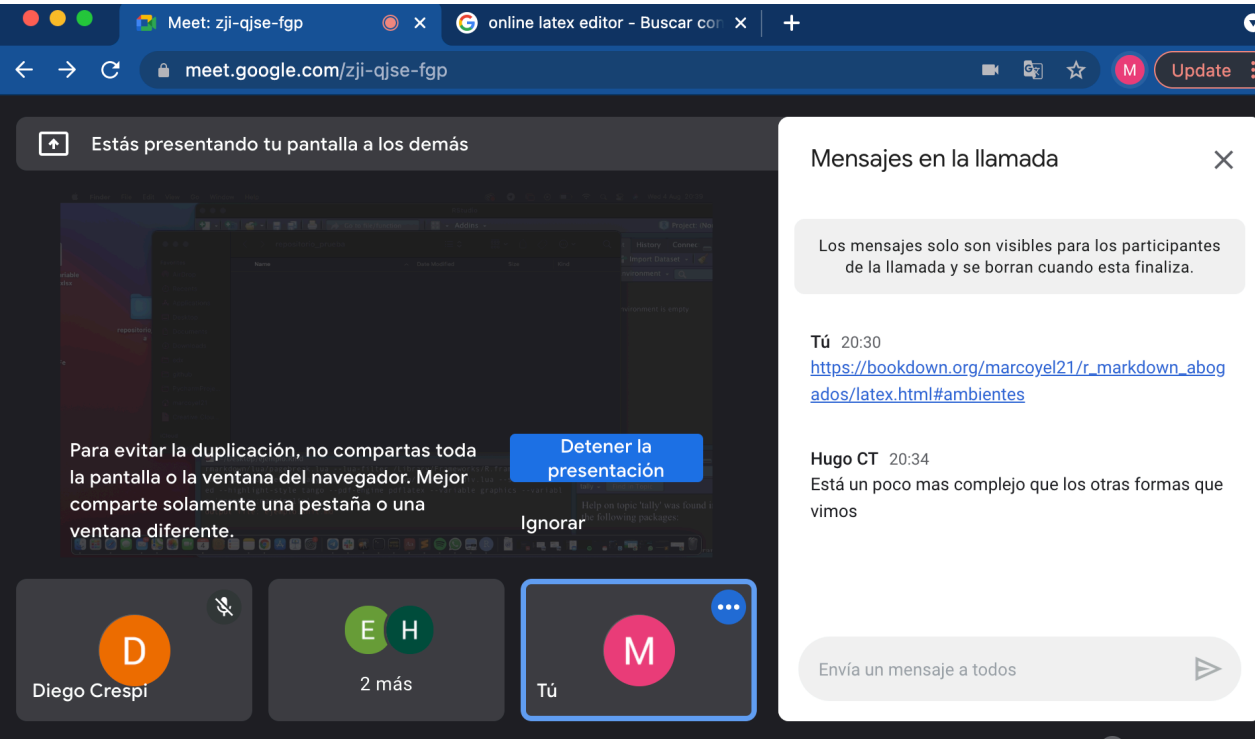 Meet: zji-qjse-fgp
online latex editor - Buscar con
meet.google.com/zji-qjse-fgp
M
Update
Estás presentando tu pantalla a los demás
Para evitar la duplicación, no compartas toda
la pantalla o la ventana del navegador. Mejor
comparte solamente una pestaña o una
ventana diferente.
Detener la
presentación
Ignorar
D
Diego Crespi
E H
2 más
M
Tú
Mensajes en la llamada
Los mensajes solo son visibles para los participantes
de la llamada y se borran cuando esta finaliza.
Tú 20:30
https://bookdown.org/marcoyel21/r_markdown_abog
ados/latex.html#ambientes
Hugo CT 20:34
Está un poco mas complejo que los otras formas que
vimos
Envía un mensaje a todos